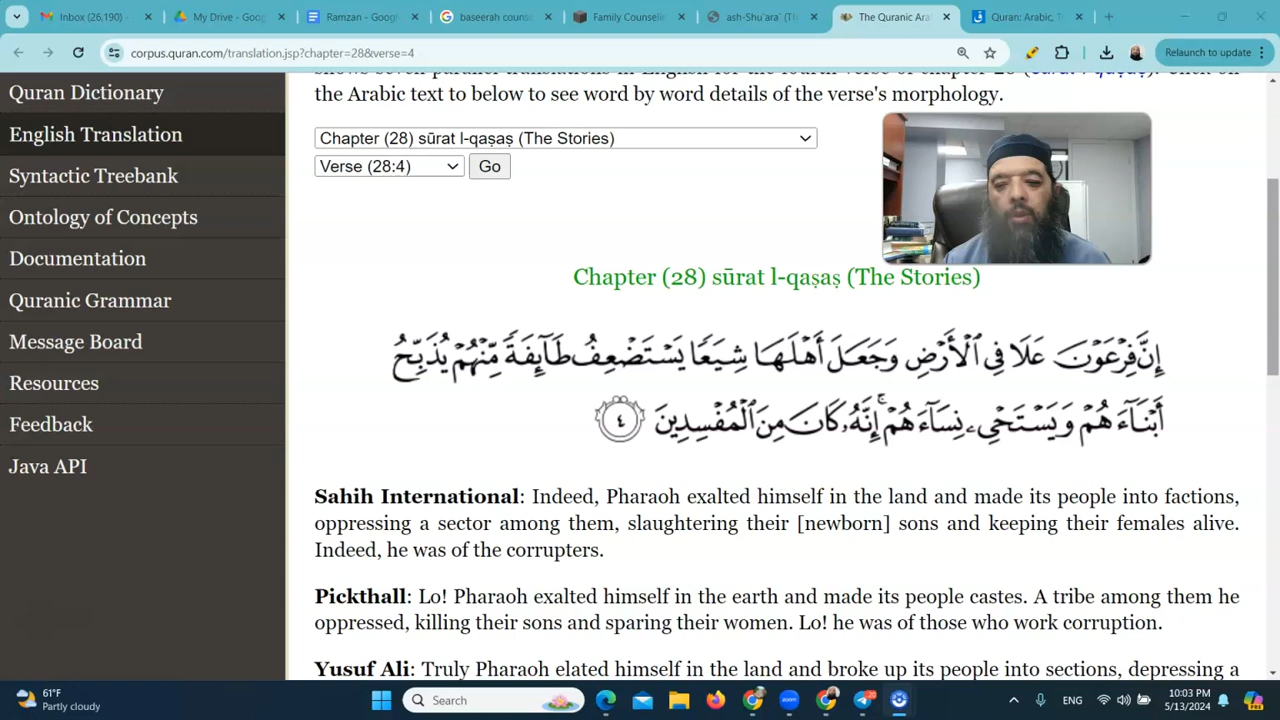 Inbox (26,190) -
My Drive - Goog
Ramzan - Googl
baseerah couns
Family Counselin
ash-Shu`ara` (Th
The Quranic Ara
Quran: Arabic, T
corpus.quran.com/translation.jsp?chapter=28&verse=4
Relaunch to update
Quran Dictionary
English Translation
Syntactic Treebank
Ontology of Concepts
Documentation
Quranic Grammar
Message Board
Resources
Feedback
Java API
the Arabic text to below to see word by word details of the verse's morphology.
Chapter (28) sūrat l-qaṣaṣ (The Stories)
Verse (28:4)
Go
Chapter (28) sūrat l-qaṣaṣ (The Stories)
إِنَّ فِرْعَوْنَ عَلَا فِى ٱلْأَرْضِ وَجَعَلَ أَهْلَهَا شِيَعًا يَسْتَضْعِفُ طَآئِفَةً مِّنْهُمْ يُذَبِّحُ
أَبْنَآءَهُمْ وَيَسْتَحْىِۦ نِسَآءَهُمْ ۚ إِنَّهُۥ كَانَ مِنَ ٱلْمُفْسِدِينَ ٤
Sahih International: Indeed, Pharaoh exalted himself in the land and made its people into factions,
oppressing a sector among them, slaughtering their [newborn] sons and keeping their females alive.
Indeed, he was of the corrupters.
Pickthall: Lo! Pharaoh exalted himself in the earth and made its people castes. A tribe among them he
oppressed, killing their sons and sparing their women. Lo! he was of those who work corruption.
Yusuf Ali: Truly Pharaoh elated himself in the land and broke up its people into sections, depressing a
61°F
Partly cloudy
Search
ENG
10:03 PM
5/13/2024